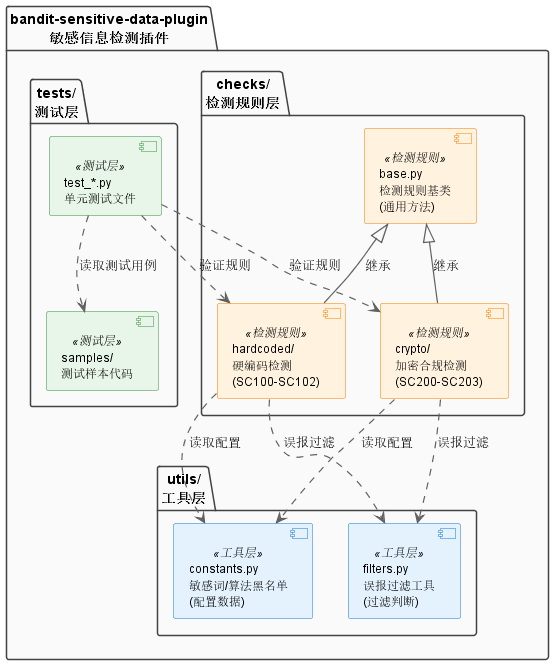 bandit-sensitive-data-plugin
敏感信息检测插件
tests/
测试层
«测试层»
test_*.py
单元测试文件
读取测试用例
«测试层»
samples/
测试样本代码
checks/
检测规则层
«检测规则»
base.py
检测规则基类
(通用方法)
验证规则
验证规则
继承
继承
«检测规则»
hardcoded/
硬编码检测
(SC100-SC102)
«检测规则»
crypto/
加密合规检测
(SC200-SC203)
读取配置
误报过滤
读取配置
误报过滤
utils/
工具层
«工具层»
constants.py
敏感词/算法黑名单
(配置数据)
«工具层»
filters.py
误报过滤工具
(过滤判断)